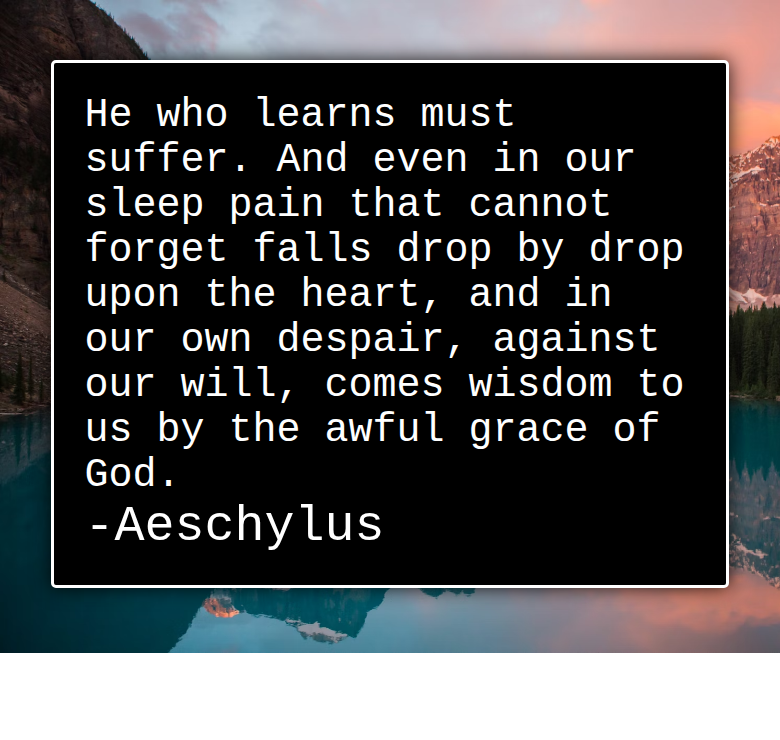 He who learns must
suffer. And even in our
sleep pain that cannot
forget falls drop by drop
upon the heart, and in
our own despair, against
our will, comes wisdom to
us by the awful grace of
God.
-Aeschylus